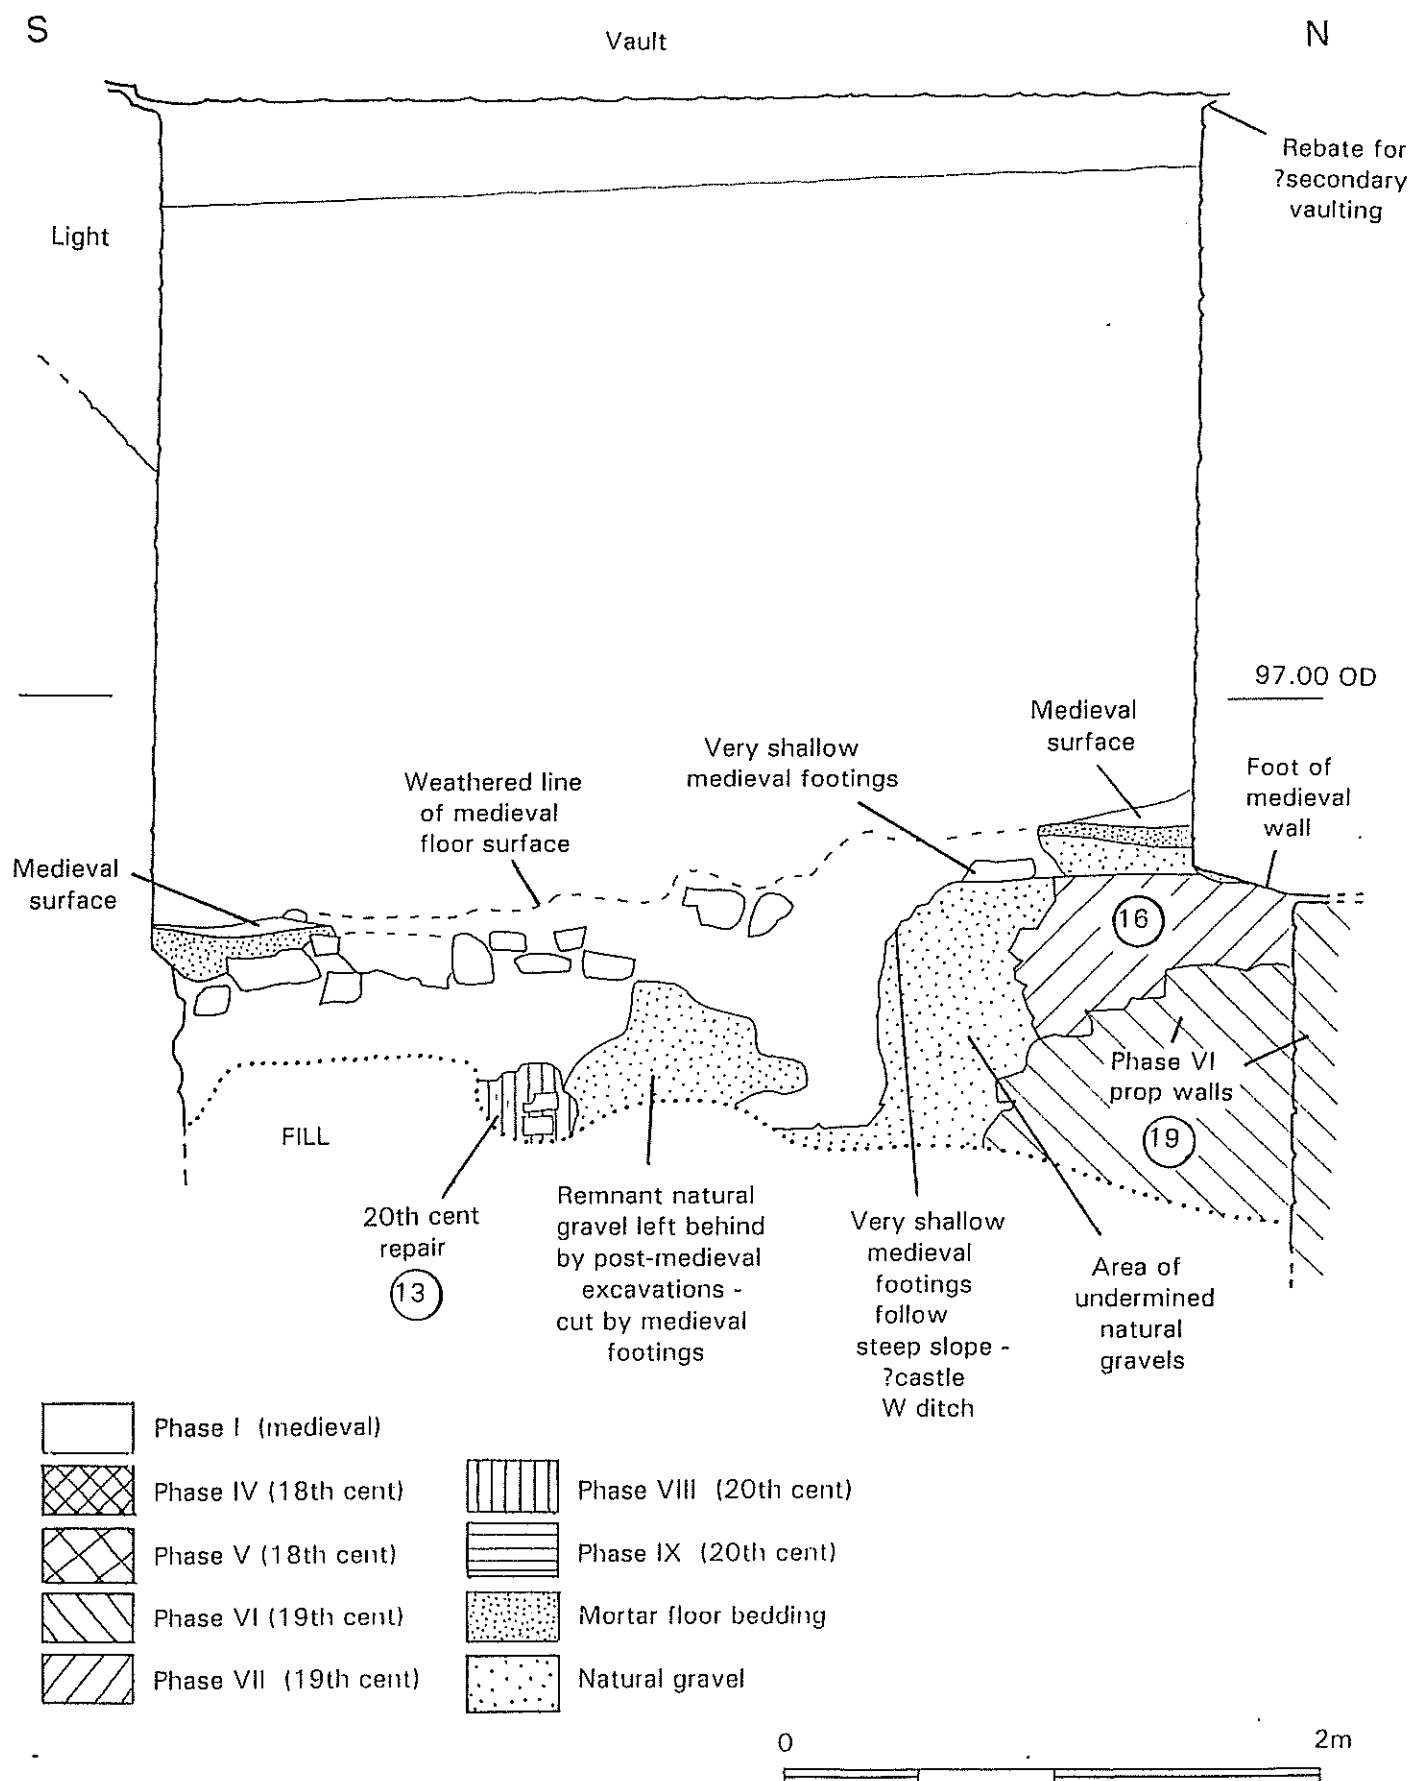 S
Vault
N
Rebate for
?secondary
vaulting
Light
97.00 OD
Medieval
surface
Very shallow
medieval footings
Foot of
medieval
wall
Weathered line
of medieval
floor surface
Medieval
surface
16
Phase VI
prop walls
19
FILL
20th cent
repair
13
Remnant natural
gravel left behind
by post-medieval
excavations -
cut by medieval
footings
Very shallow
medieval
footings
follow
steep slope -
?castle
W ditch
Area of
undermined
natural
gravels
Phase I (medieval)
Phase IV (18th cent)
Phase V (18th cent)
Phase VI (19th cent)
Phase VII (19th cent)
Phase VIII (20th cent)
Phase IX (20th cent)
Mortar floor bedding
Natural gravel
0
2m